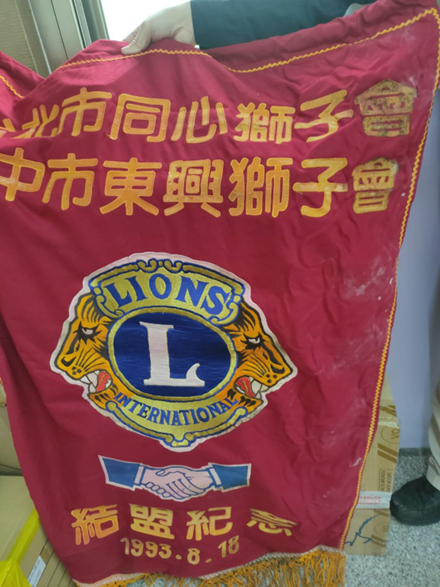 北市同心獅子會
中市東興獅子會
LIONS
L
INTERNATIONAL
結盟紀念
1993.8.18